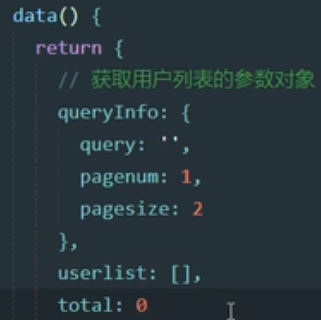 data() {
return {
// 获取用户列表的参数对象
queryInfo: {
query: '',
pagenum: 1,
pagesize: 2
},
userlist: [],
total: 0